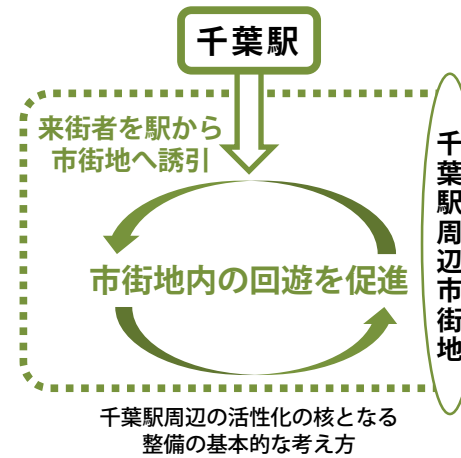 千葉駅
来街者を駅から
市街地へ誘引
市街地内の回遊を促進
千葉駅周辺市街地
千葉駅周辺の活性化の核となる
整備の基本的な考え方